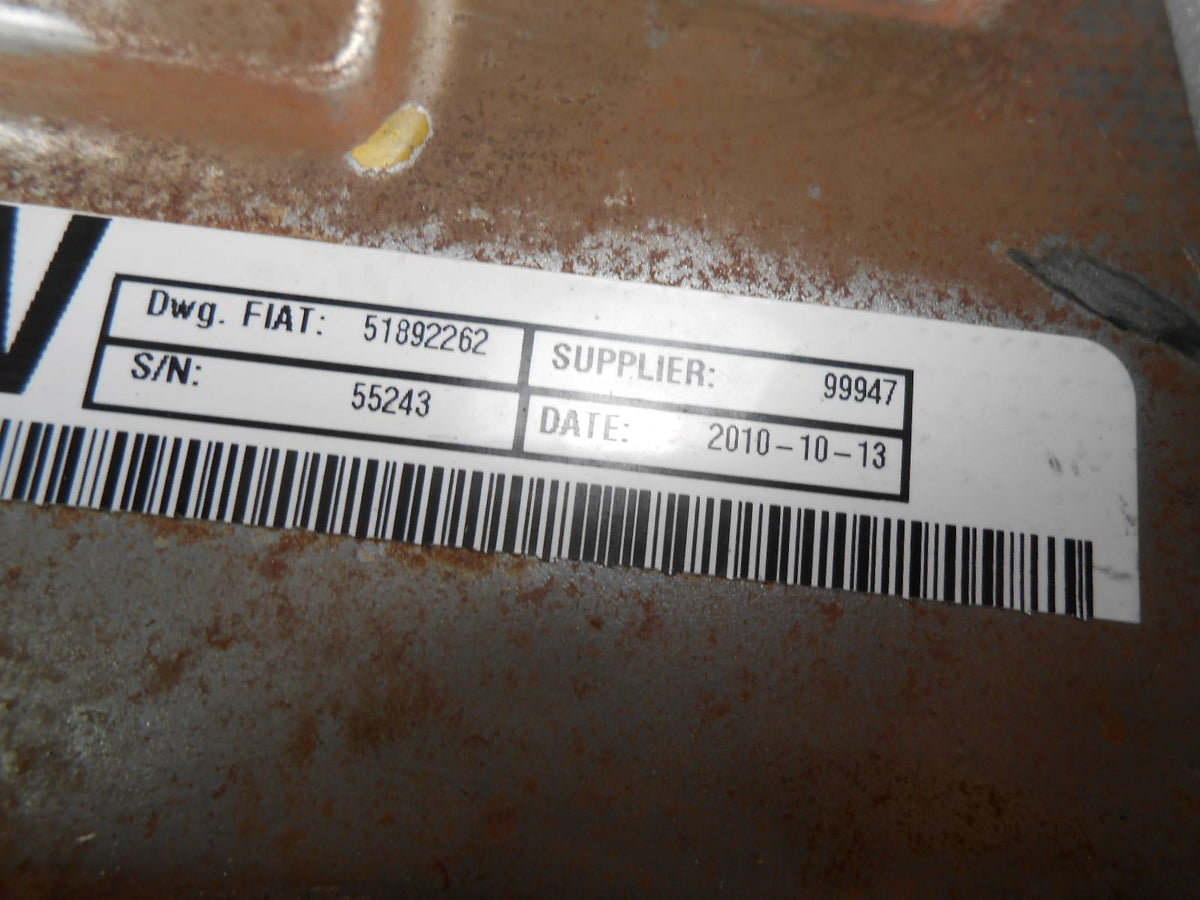 Dwg. FIAT: 51892262
SUPPLIER: 99947
S/N: 55243
DATE: 2010-10-13